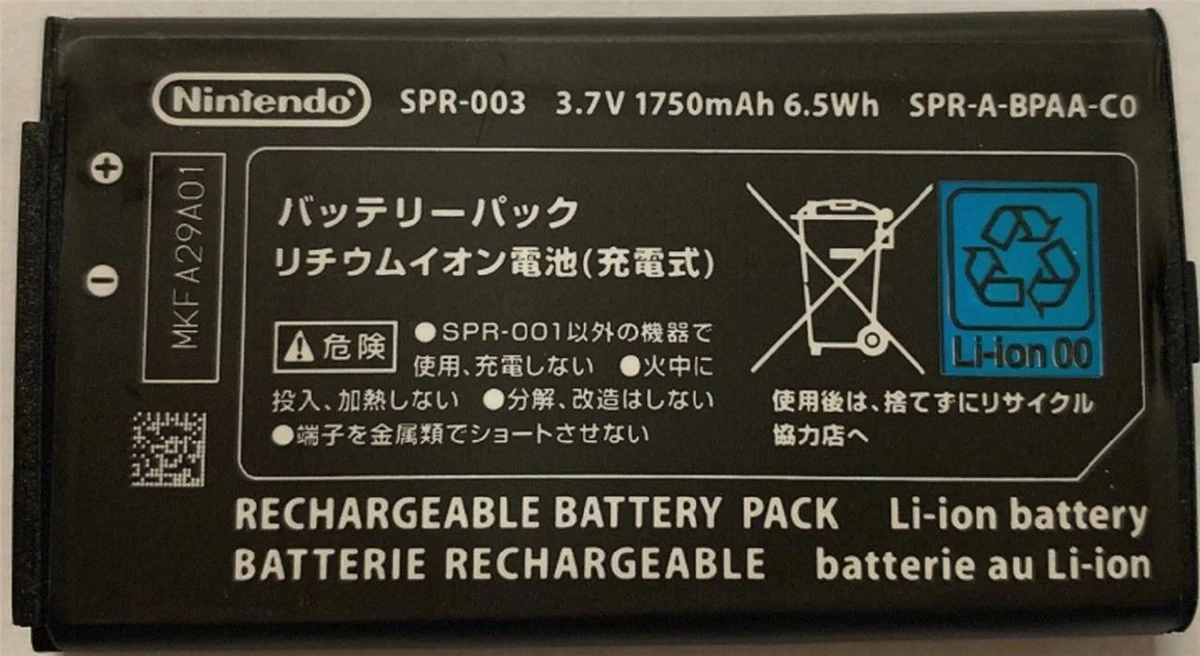 Nintendo SPR-003 3.7V 1750mAh 6.5Wh SPR-A-BPAA-C0
MKFA29A01
バッテリーパック
リチウムイオン電池(充電式)
危険 ●SPR-001以外の機器で
使用、充電しない ●火中に
投入、加熱しない ●分解、改造はしない
●端子を金属類でショートさせない
Li-ion 00
使用後は、捨てずにリサイクル
協力店へ
RECHARGEABLE BATTERY PACK Li-ion battery
BATTERIE RECHARGEABLE batterie au Li-ion